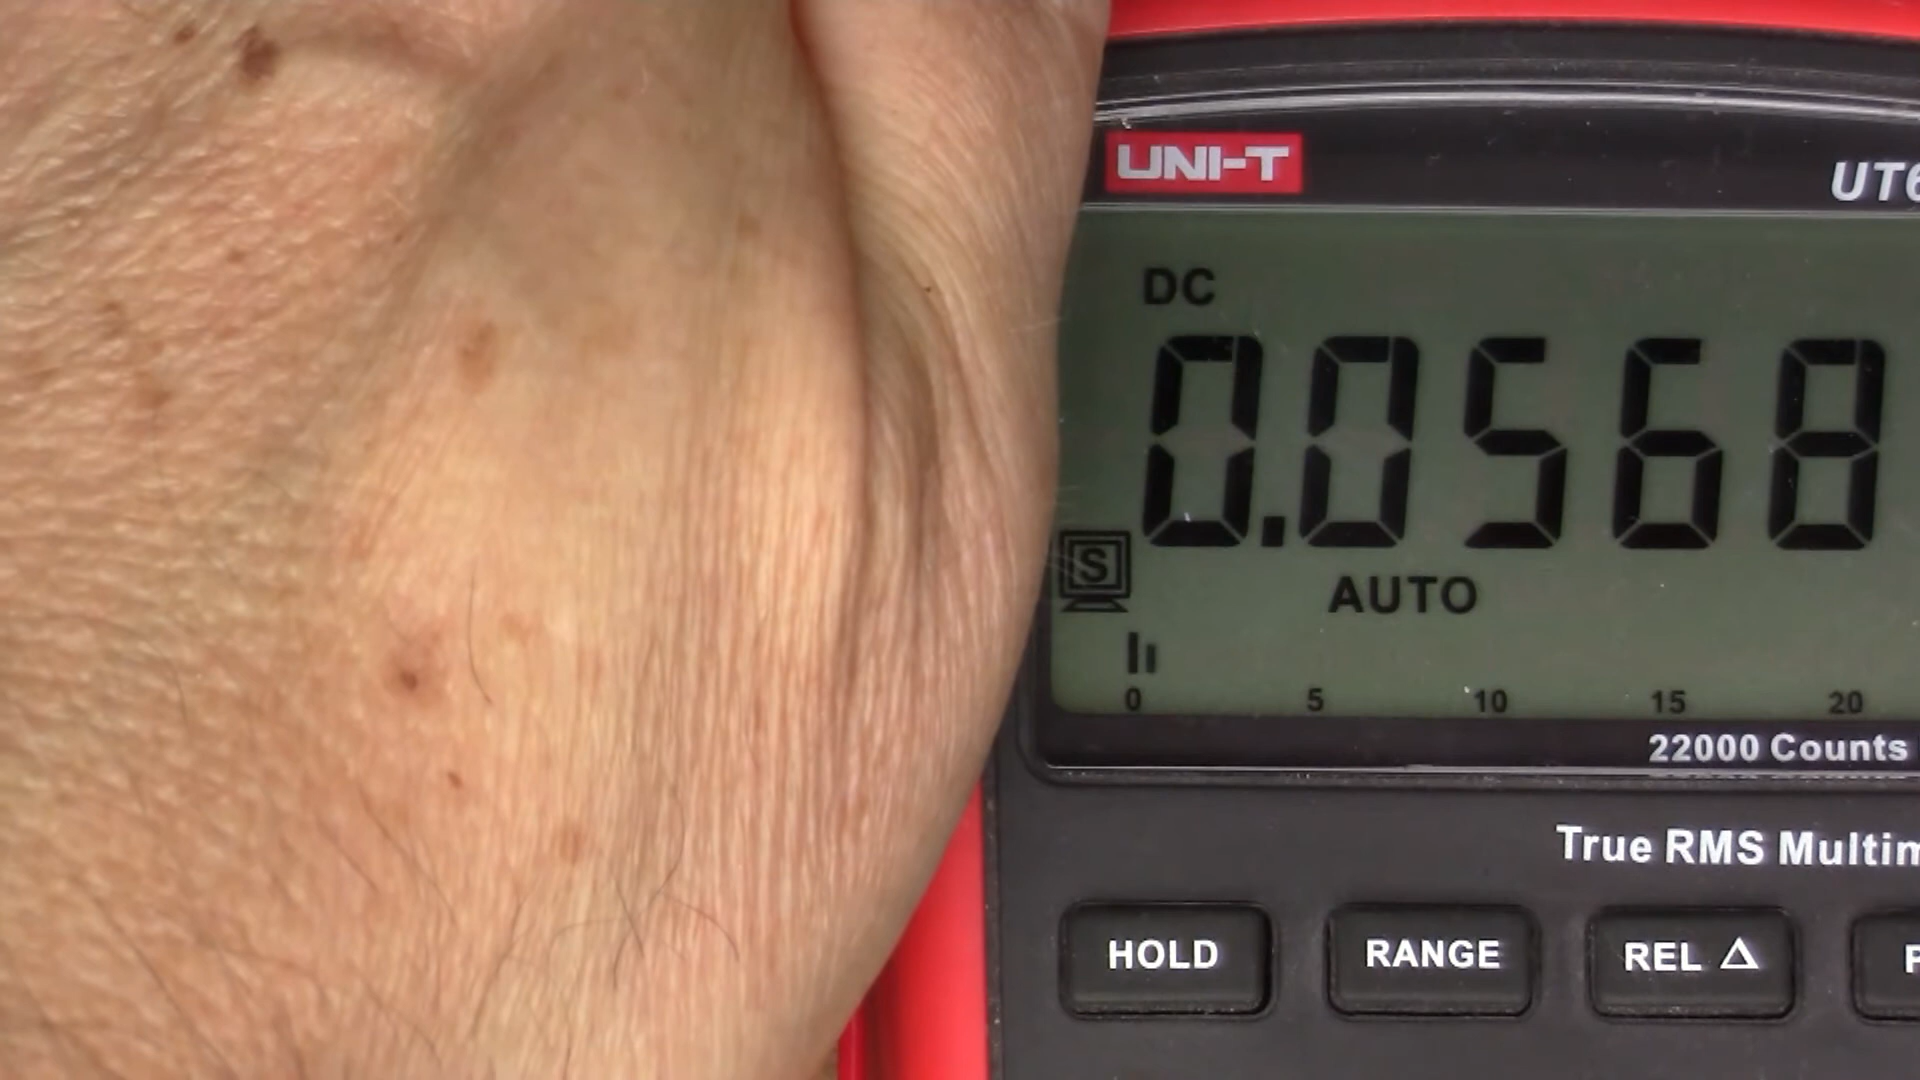 UNI-T
UT6
DC
0.0568
S
AUTO
0 5 10 15 20
22000 Counts
True RMS Multim
HOLD RANGE REL Δ